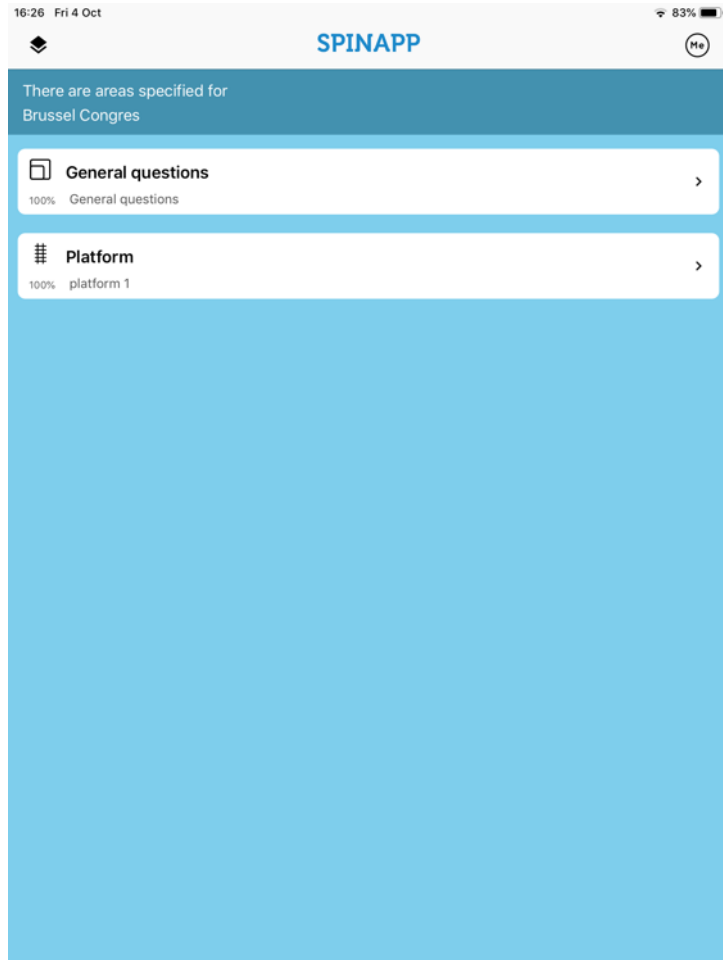 16:26 Fri 4 Oct 83%
SPINAPP
Me
There are areas specified for
Brussel Congres
General questions
100% General questions
Platform
100% platform 1